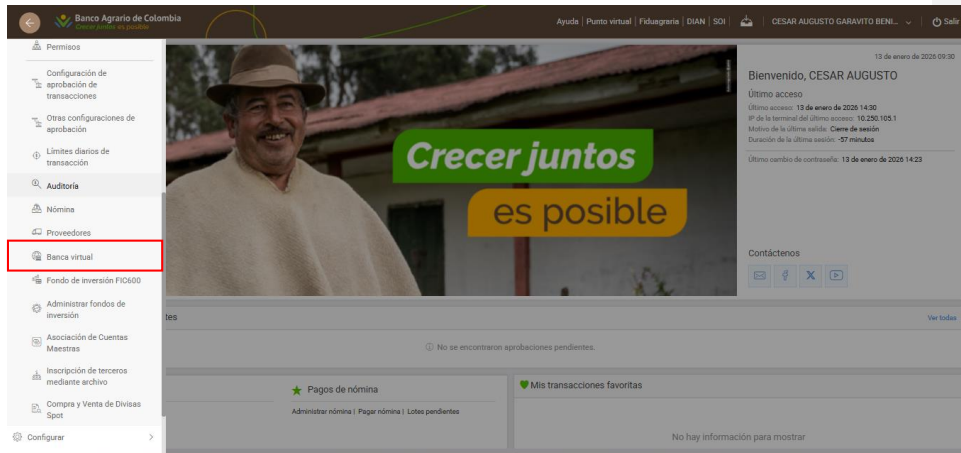 Banco Agrario de Colombia
Crecer juntos es posible
Ayuda | Punto virtual | Fiduagraria | DIAN | SOI |
CESAR AUGUSTO GARAVITO BENI...
Salir
Permisos
Configuración de
aprobación de
transacciones
Otras configuraciones de
aprobación
Límites diarios de
transacción
Auditoría
Nómina
Proveedores
Banca virtual
Fondo de inversión FIC600
Administrar fondos de
inversión
Asociación de Cuentas
Maestras
Inscripción de terceros
mediante archivo
Compra y Venta de Divisas
Spot
Configurar
Crecer juntos
es posible
13 de enero de 2026 09:30
Bienvenido, CESAR AUGUSTO
Último acceso
Último acceso: 13 de enero de 2026 14:30
IP de la terminal del último acceso: 10.250.105.1
Motivo de la última salida: Cierre de sesión
Duración de la última sesión: -57 minutos
Último cambio de contraseña: 13 de enero de 2026 14:23
Contáctenos
tes
Ver todas
No se encontraron aprobaciones pendientes.
Pagos de nómina
Administrar nómina | Pagar nómina | Lotes pendientes
Mis transacciones favoritas
No hay información para mostrar